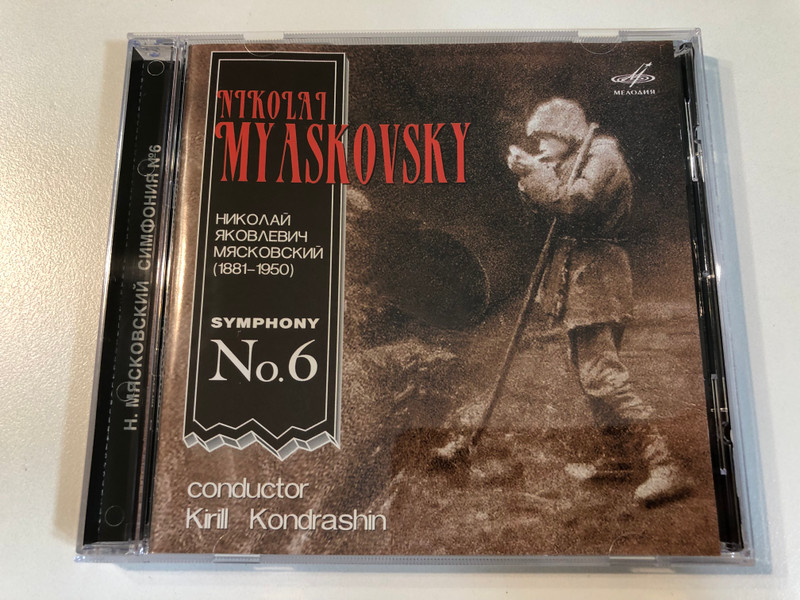 Н. МЯСКОВСКИЙ СИМФОНИЯ №6
NIKOLAI
MYASKOVSKY
МЕЛОДИЯ
НИКОЛАЙ
ЯКОВЛЕВИЧ
МЯСКОВСКИЙ
(1881-1950)
SYMPHONY
No.6
conductor
Kirill Kondrashin